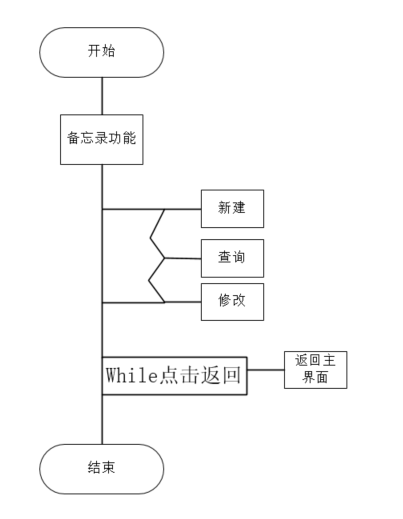 开始
备忘录功能
新建
查询
修改
While点击返回
返回主
界面
结束